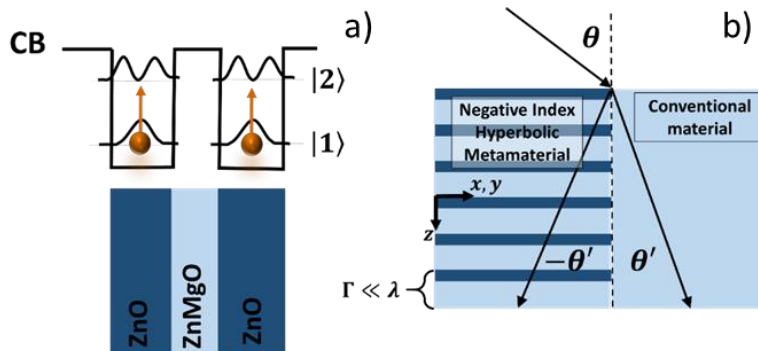 a)
CB
|2⟩
|1⟩
ZnO
ZnMgO
ZnO
b)
θ
Negative Index
Hyperbolic
Metamaterial
Conventional
material
x, y
z
−θ′
θ′
Γ ≪ λ